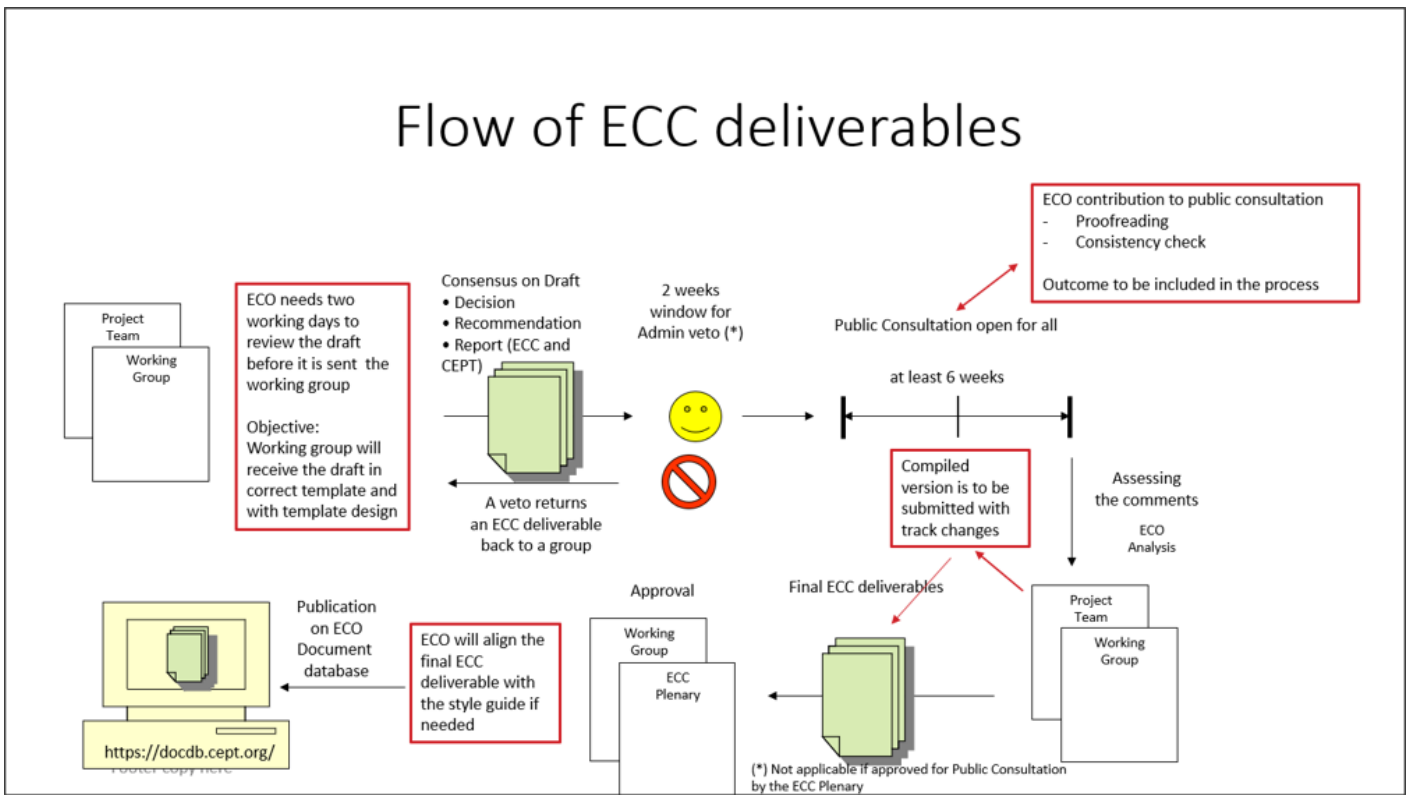 Flow of ECC deliverables
ECO contribution to public consultation
- Proofreading
- Consistency check
Outcome to be included in the process
Project
Team
Working
Group
ECO needs two
working days to
review the draft
before it is sent the
working group
Objective:
Working group will
receive the draft in
correct template and
with template design
Consensus on Draft
• Decision
• Recommendation
• Report (ECC and
CEPT)
2 weeks
window for
Admin veto (*)
Public Consultation open for all
at least 6 weeks
A veto returns
an ECC deliverable
back to a group
Compiled
version is to be
submitted with
track changes
Assessing
the comments
ECO
Analysis
Project
Team
Working
Group
Final ECC deliverables
Approval
Working
Group
ECC
Plenary
ECO will align the
final ECC
deliverable with
the style guide if
needed
Publication
on ECO
Document
database
https://docdb.cept.org/
Footer copy here
(*) Not applicable if approved for Public Consultation
by the ECC Plenary